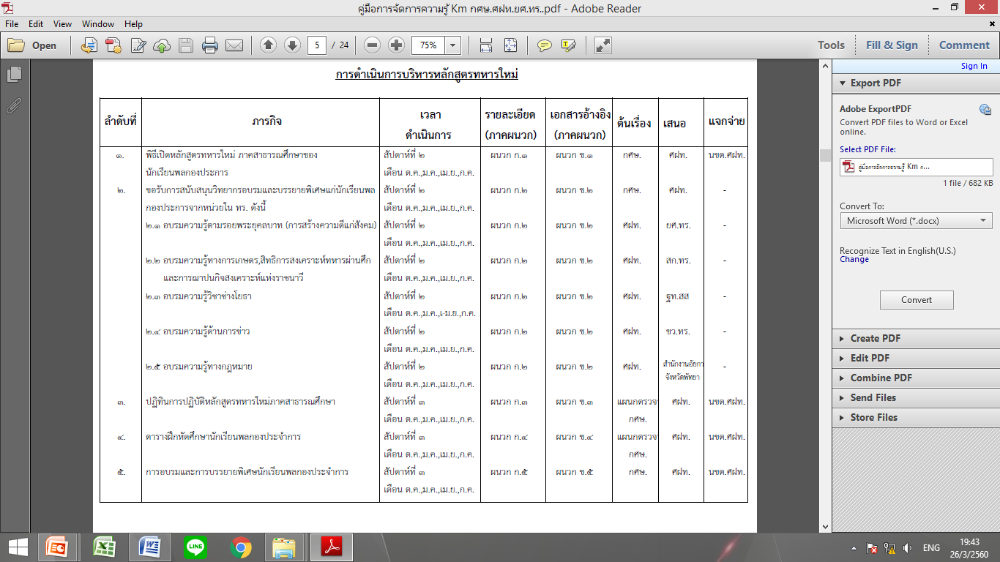 คู่มือการจัดการความรู้ Km กศษ.ศฝท.ยศ.ทร..pdf - Adobe Reader
File Edit View Window Help
Open 5 / 24 75% Tools Fill & Sign Comment
Sign In
Export PDF
Adobe ExportPDF
Convert PDF files to Word or Excel
online.
Select PDF File:
คู่มือการจัดการความรู้ Km ก...
1 file / 682 KB
Convert To:
Microsoft Word (*.docx)
Recognize Text in English(U.S.)
Change
Convert
Create PDF
Edit PDF
Combine PDF
Send Files
Store Files
การดำเนินการบริหารหลักสูตรทหารใหม่
ลำดับที่ ภารกิจ เวลา รายละเอียด เอกสารอ้างอิง ต้นเรื่อง เสนอ แจกจ่าย
ดำเนินการ (ภาคผนวก) (ภาคผนวก)
๑. พิธีเปิดหลักสูตรทหารใหม่ ภาคสาธารณศึกษาของ สัปดาห์ที่ ๒ ผนวก ก.๑ ผนวก ข.๑ กศษ. ศฝท. นขต.ศฝท.
นักเรียนพลกองประการ เดือน ต.ค.,ม.ค.,เม.ย.,ก.ค.
๒. ขอรับการสนับสนุนวิทยากรอบรมและบรรยายพิเศษแก่นักเรียนพล สัปดาห์ที่ ๒ ผนวก ก.๒ ผนวก ข.๒ กศษ. ศฝท. -
กองประการจากหน่วยใน ทร. ดังนี้ เดือน ต.ค.,ม.ค.,เม.ย.,ก.ค.
๒.๑ อบรมความรู้ตามรอยพระยุคลบาท (การสร้างความดีแก่สังคม) สัปดาห์ที่ ๒ ผนวก ก.๒ ผนวก ข.๒ ศฝท. ยศ.ทร. -
เดือน ต.ค.,ม.ค.,เม.ย.,ก.ค.
๒.๒ อบรมความรู้ทางการเกษตร,สิทธิการสงเคราะห์ทหารผ่านศึก สัปดาห์ที่ ๒ ผนวก ก.๒ ผนวก ข.๒ ศฝท. สก.ทร. -
และการฌาปนกิจสงเคราะห์แห่งราชนาวี เดือน ต.ค.,ม.ค.,เม.ย.,ก.ค.
๒.๓ อบรมความรู้วิชาช่างโยธา สัปดาห์ที่ ๒ ผนวก ก.๒ ผนวก ข.๒ ศฝท. ฐท.สส -
เดือน ต.ค.,ม.ค.,เ-ม.ย.,ก.ค.
๒.๔ อบรมความรู้ด้านการข่าว สัปดาห์ที่ ๒ ผนวก ก.๒ ผนวก ข.๒ ศฝท. ขว.ทร. -
เดือน ต.ค.,ม.ค.,เม.ย.,ก.ค.
๒.๕ อบรมความรู้ทางกฎหมาย สัปดาห์ที่ ๒ ผนวก ก.๒ ผนวก ข.๒ ศฝท. สำนักงานอัยกา -
เดือน ต.ค.,ม.ค.,เม.ย.,ก.ค. จังหวัดพัทยา
๓. ปฏิทินการปฏิบัติหลักสูตรทหารใหม่ภาคสาธารณศึกษา สัปดาห์ที่ ๓ ผนวก ก.๓ ผนวก ข.๓ แผนกตรวจ ศฝท. นขต.ศฝท.
เดือน ต.ค.,ม.ค.,เม.ย.,ก.ค. กศษ.
๔. ตารางฝึกหัดศึกษานักเรียนพลกองประจำการ สัปดาห์ที่ ๓ ผนวก ก.๔ ผนวก ข.๔ แผนกตรวจ ศฝท. นขต.ศฝท.
เดือน ต.ค.,ม.ค.,เม.ย.,ก.ค. กศษ.
๕. การอบรมและการบรรยายพิเศษนักเรียนพลกองประจำการ สัปดาห์ที่ ๓ ผนวก ก.๕ ผนวก ข.๕ กศษ. ศฝท. นขต.ศฝท.
เดือน ต.ค.,ม.ค.,เม.ย.,ก.ค.
LINE ENG 19:43
26/3/2560